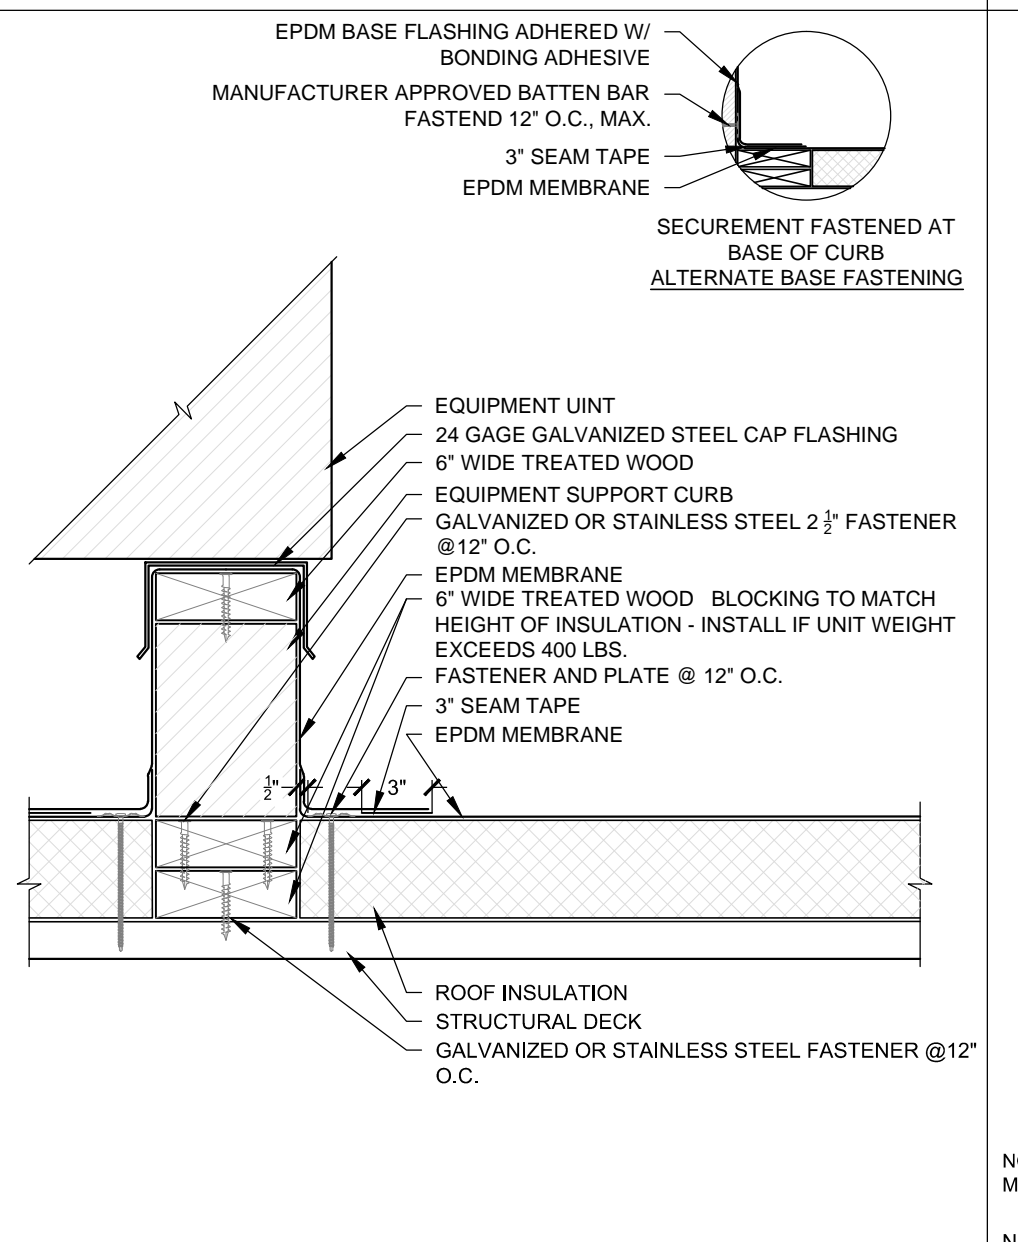 EPDM BASE FLASHING ADHERED W/
BONDING ADHESIVE
MANUFACTURER APPROVED BATTEN BAR
FASTEND 12" O.C., MAX.
3" SEAM TAPE
EPDM MEMBRANE
SECUREMENT FASTENED AT
BASE OF CURB
ALTERNATE BASE FASTENING
EQUIPMENT UINT
24 GAGE GALVANIZED STEEL CAP FLASHING
6" WIDE TREATED WOOD
EQUIPMENT SUPPORT CURB
GALVANIZED OR STAINLESS STEEL 2 1/2" FASTENER
@12" O.C.
EPDM MEMBRANE
6" WIDE TREATED WOOD BLOCKING TO MATCH
HEIGHT OF INSULATION - INSTALL IF UNIT WEIGHT
EXCEEDS 400 LBS.
FASTENER AND PLATE @ 12" O.C.
3" SEAM TAPE
EPDM MEMBRANE
1/2"
3"
ROOF INSULATION
STRUCTURAL DECK
GALVANIZED OR STAINLESS STEEL FASTENER @12"
O.C.